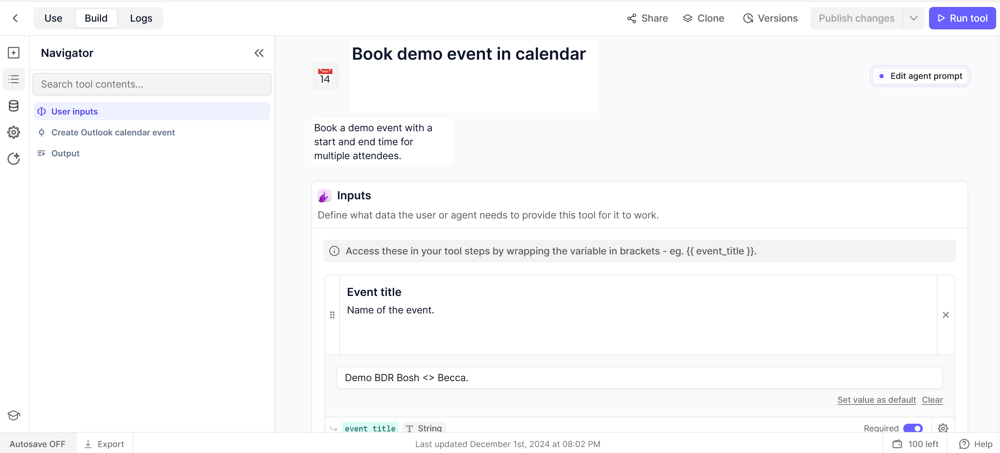 Use
Build
Logs
Share
Clone
Versions
Publish changes
Run tool
Navigator
Search tool contents...
User inputs
Create Outlook calendar event
Output
MAY
14
Book demo event in calendar
Edit agent prompt
Book a demo event with a
start and end time for
multiple attendees.
Inputs
Define what data the user or agent needs to provide this tool for it to work.
Access these in your tool steps by wrapping the variable in brackets - eg. {{ event_title }}.
Event title
Name of the event.
Demo BDR Bosh <> Becca.
Set value as default
Clear
event_title
String
Required
Autosave OFF
Export
Last updated December 1st, 2024 at 08:02 PM
100 left
Help